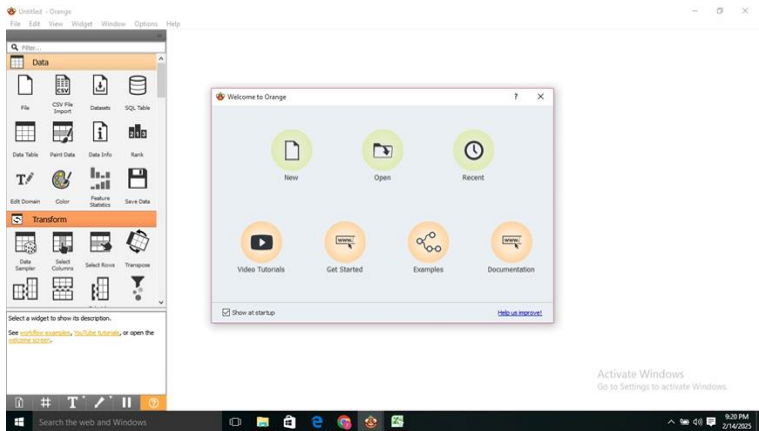 Untitled - Orange
File Edit View Widget Window Options Help
Filter...
Data
File
CSV File Import
Datasets
SQL Table
Data Table
Paint Data
Data Info
Rank
Edit Domain
Color
Feature Statistics
Save Data
Transform
Data Sampler
Select Columns
Select Rows
Transpose
Select a widget to show its description.
See workflow examples, YouTube tutorials, or open the
welcome screen.
Welcome to Orange
New
Open
Recent
www.
www.
Video Tutorials
Get Started
Examples
Documentation
Show at startup
Help us improve!
Activate Windows
Go to Settings to activate Windows.
Search the web and Windows
9:20 PM
2/14/2025